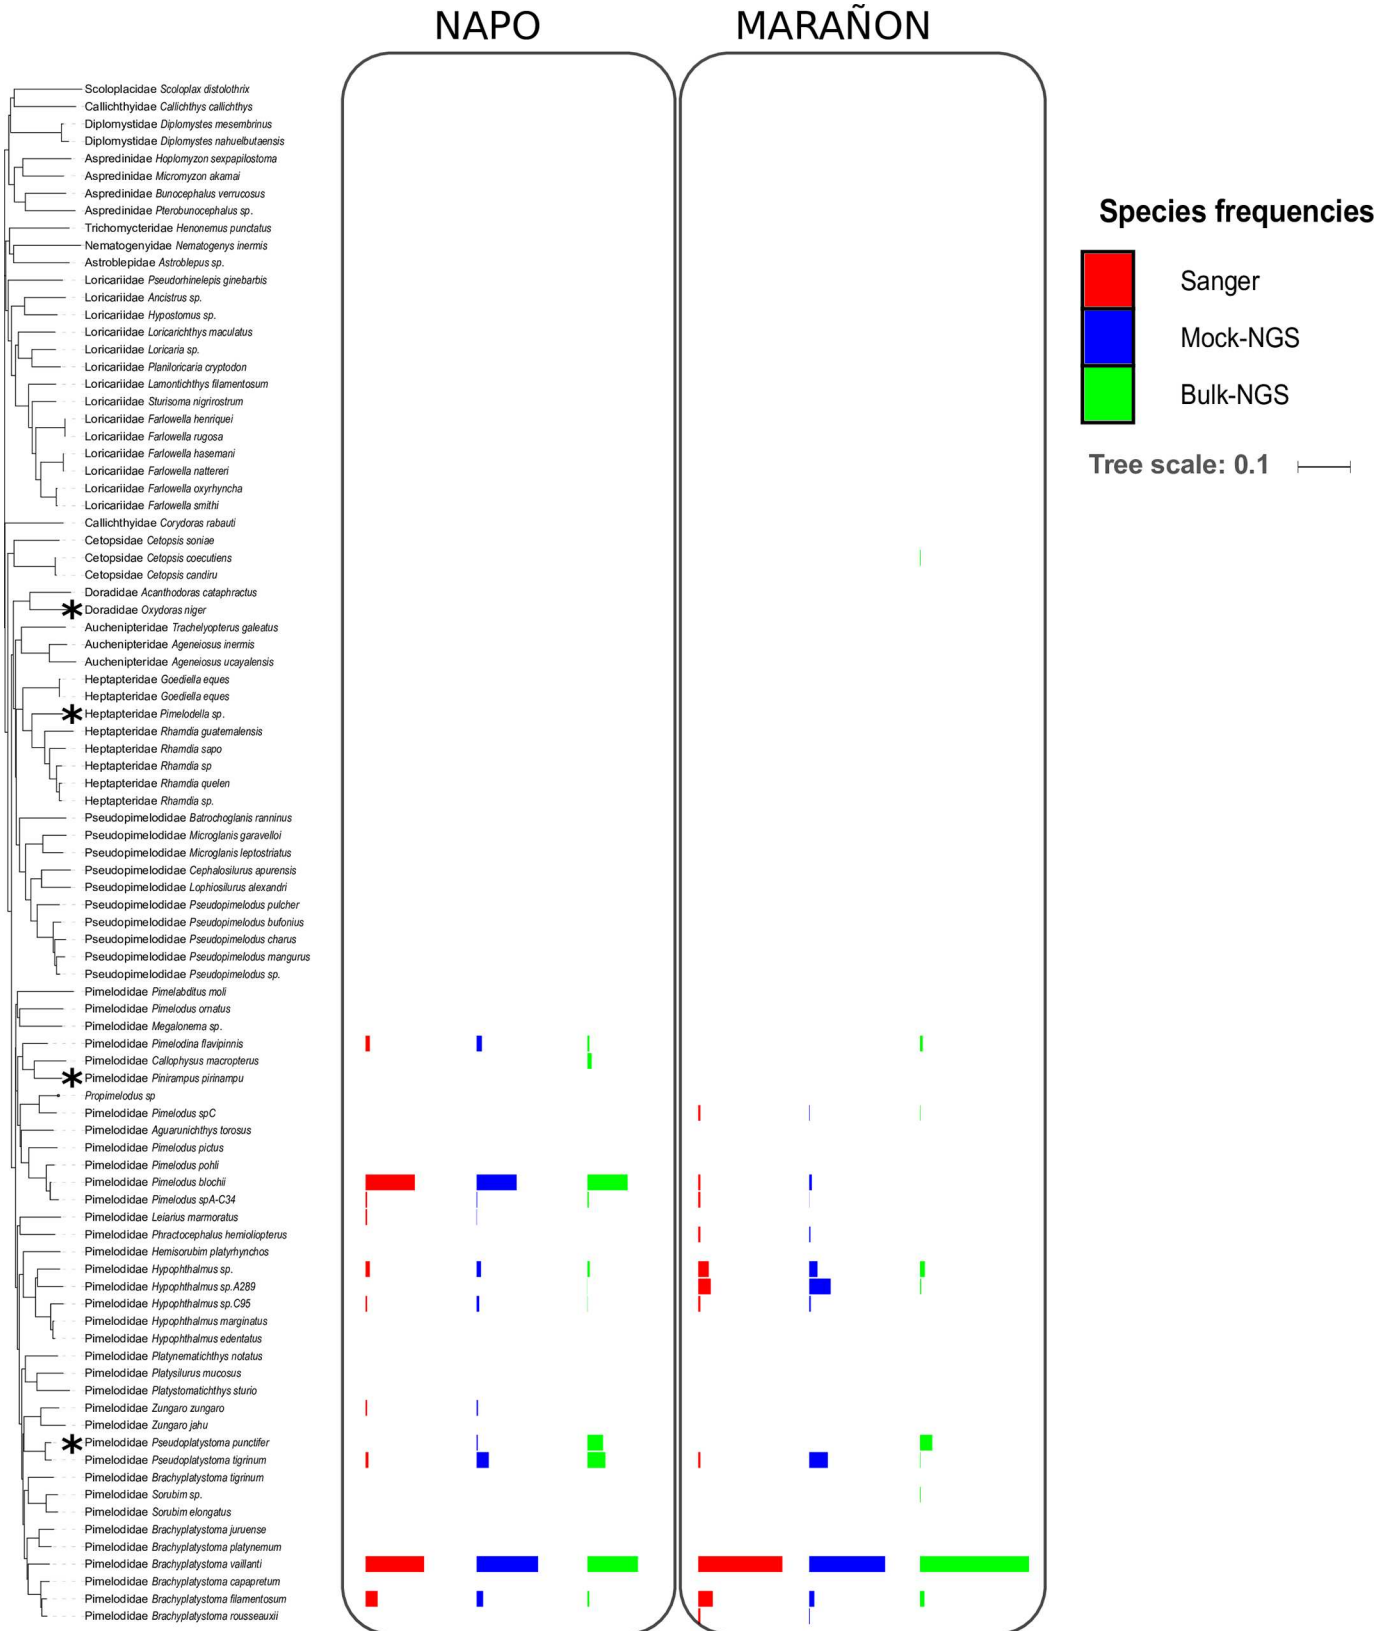 NAPO
MARAÑON
Scoloplacidae Scoloplax distolothrix
Callichthyidae Callichthys callichthys
Diplomystidae Diplomystes mesembrinus
Diplomystidae Diplomystes nahuelbutaensis
Aspredinidae Hoplomyzon sexpapilostoma
Aspredinidae Micromyzon akamai
Aspredinidae Bunocephalus verrucosus
Aspredinidae Pterobunocephalus sp.
Trichomycteridae Henonemus punctatus
Nematogenyidae Nematogenys inermis
Astroblepidae Astroblepus sp.
Loricariidae Pseudorhinelepis ginebarbis
Loricariidae Ancistrus sp.
Loricariidae Hypostomus sp.
Loricariidae Loricarichthys maculatus
Loricariidae Loricaria sp.
Loricariidae Planiloricaria cryptodon
Loricariidae Lamontichthys filamentosum
Loricariidae Sturisoma nigrirostrum
Loricariidae Farlowella henriquei
Loricariidae Farlowella rugosa
Loricariidae Farlowella hasemani
Loricariidae Farlowella nattereri
Loricariidae Farlowella oxyrhyncha
Loricariidae Farlowella smithi
Callichthyidae Corydoras rabauti
Cetopsidae Cetopsis soniae
Cetopsidae Cetopsis coecutiens
Cetopsidae Cetopsis candiru
Doradidae Acanthodoras cataphractus
Doradidae Oxydoras niger
Auchenipteridae Trachelyopterus galeatus
Auchenipteridae Ageneiosus inermis
Auchenipteridae Ageneiosus ucayalensis
Heptapteridae Goediella eques
Heptapteridae Goediella eques
Heptapteridae Pimelodella sp.
Heptapteridae Rhamdia guatemalensis
Heptapteridae Rhamdia sapo
Heptapteridae Rhamdia sp
Heptapteridae Rhamdia quelen
Heptapteridae Rhamdia sp.
Pseudopimelodidae Batrochoglanis ranninus
Pseudopimelodidae Microglanis garavelloi
Pseudopimelodidae Microglanis leptostriatus
Pseudopimelodidae Cephalosilurus apurensis
Pseudopimelodidae Lophiosilurus alexandri
Pseudopimelodidae Pseudopimelodus pulcher
Pseudopimelodidae Pseudopimelodus bufonius
Pseudopimelodidae Pseudopimelodus charus
Pseudopimelodidae Pseudopimelodus mangurus
Pseudopimelodidae Pseudopimelodus sp.
Pimelodidae Pimelabditus moli
Pimelodidae Pimelodus ornatus
Pimelodidae Megalonema sp.
Pimelodidae Pimelodina flavipinnis
Pimelodidae Callophysus macropterus
Pimelodidae Pinirampus pirinampu
Propimelodus sp
Pimelodidae Pimelodus spC
Pimelodidae Aguarunichthys torosus
Pimelodidae Pimelodus pictus
Pimelodidae Pimelodus pohli
Pimelodidae Pimelodus blochii
Pimelodidae Pimelodus spA-C34
Pimelodidae Leiarius marmoratus
Pimelodidae Phractocephalus hemioliopterus
Pimelodidae Hemisorubim platyrhynchos
Pimelodidae Hypophthalmus sp.
Pimelodidae Hypophthalmus sp.A289
Pimelodidae Hypophthalmus sp.C95
Pimelodidae Hypophthalmus marginatus
Pimelodidae Hypophthalmus edentatus
Pimelodidae Platynematichthys notatus
Pimelodidae Platysilurus mucosus
Pimelodidae Platystomatichthys sturio
Pimelodidae Zungaro zungaro
Pimelodidae Zungaro jahu
Pimelodidae Pseudoplatystoma punctifer
Pimelodidae Pseudoplatystoma tigrinum
Pimelodidae Brachyplatystoma tigrinum
Pimelodidae Sorubim sp.
Pimelodidae Sorubim elongatus
Pimelodidae Brachyplatystoma juruense
Pimelodidae Brachyplatystoma platynemum
Pimelodidae Brachyplatystoma vaillanti
Pimelodidae Brachyplatystoma capapretum
Pimelodidae Brachyplatystoma filamentosum
Pimelodidae Brachyplatystoma rousseauxii
Species frequencies
Sanger
Mock-NGS
Bulk-NGS
Tree scale: 0.1